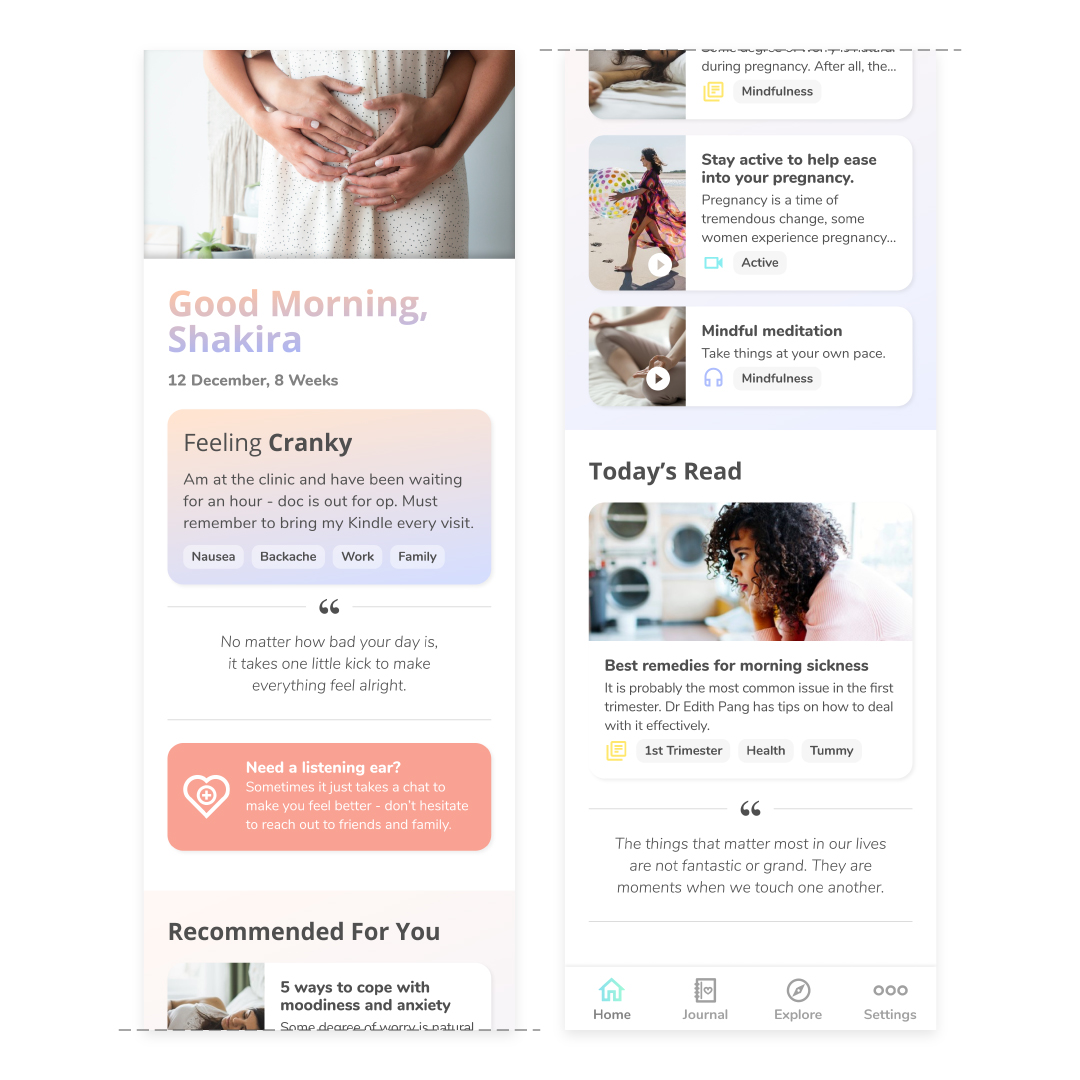 Good Morning,
Shakira
12 December, 8 Weeks
Feeling Cranky
Am at the clinic and have been waiting
for an hour - doc is out for op. Must
remember to bring my Kindle every visit.
Nausea Backache Work Family
“
No matter how bad your day is,
it takes one little kick to make
everything feel alright.
Need a listening ear?
Sometimes it just takes a chat to
make you feel better - don’t hesitate
to reach out to friends and family.
Recommended For You
5 ways to cope with
moodiness and anxiety
Some degree of worry is natural
Some degree of worry is natural
during pregnancy. After all, the...
Mindfulness
Stay active to help ease
into your pregnancy.
Pregnancy is a time of
tremendous change, some
women experience pregnancy...
Active
Mindful meditation
Take things at your own pace.
Mindfulness
Today’s Read
Best remedies for morning sickness
It is probably the most common issue in the first
trimester. Dr Edith Pang has tips on how to deal
with it effectively.
1st Trimester Health Tummy
“
The things that matter most in our lives
are not fantastic or grand. They are
moments when we touch one another.
Home Journal Explore Settings